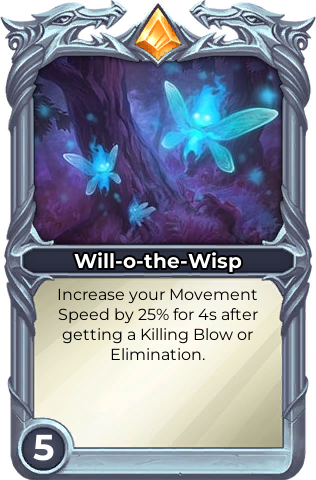 Will-o-the-Wisp
Increase your Movement
Speed by 25% for 4s after
getting a Killing Blow or
Elimination.
5